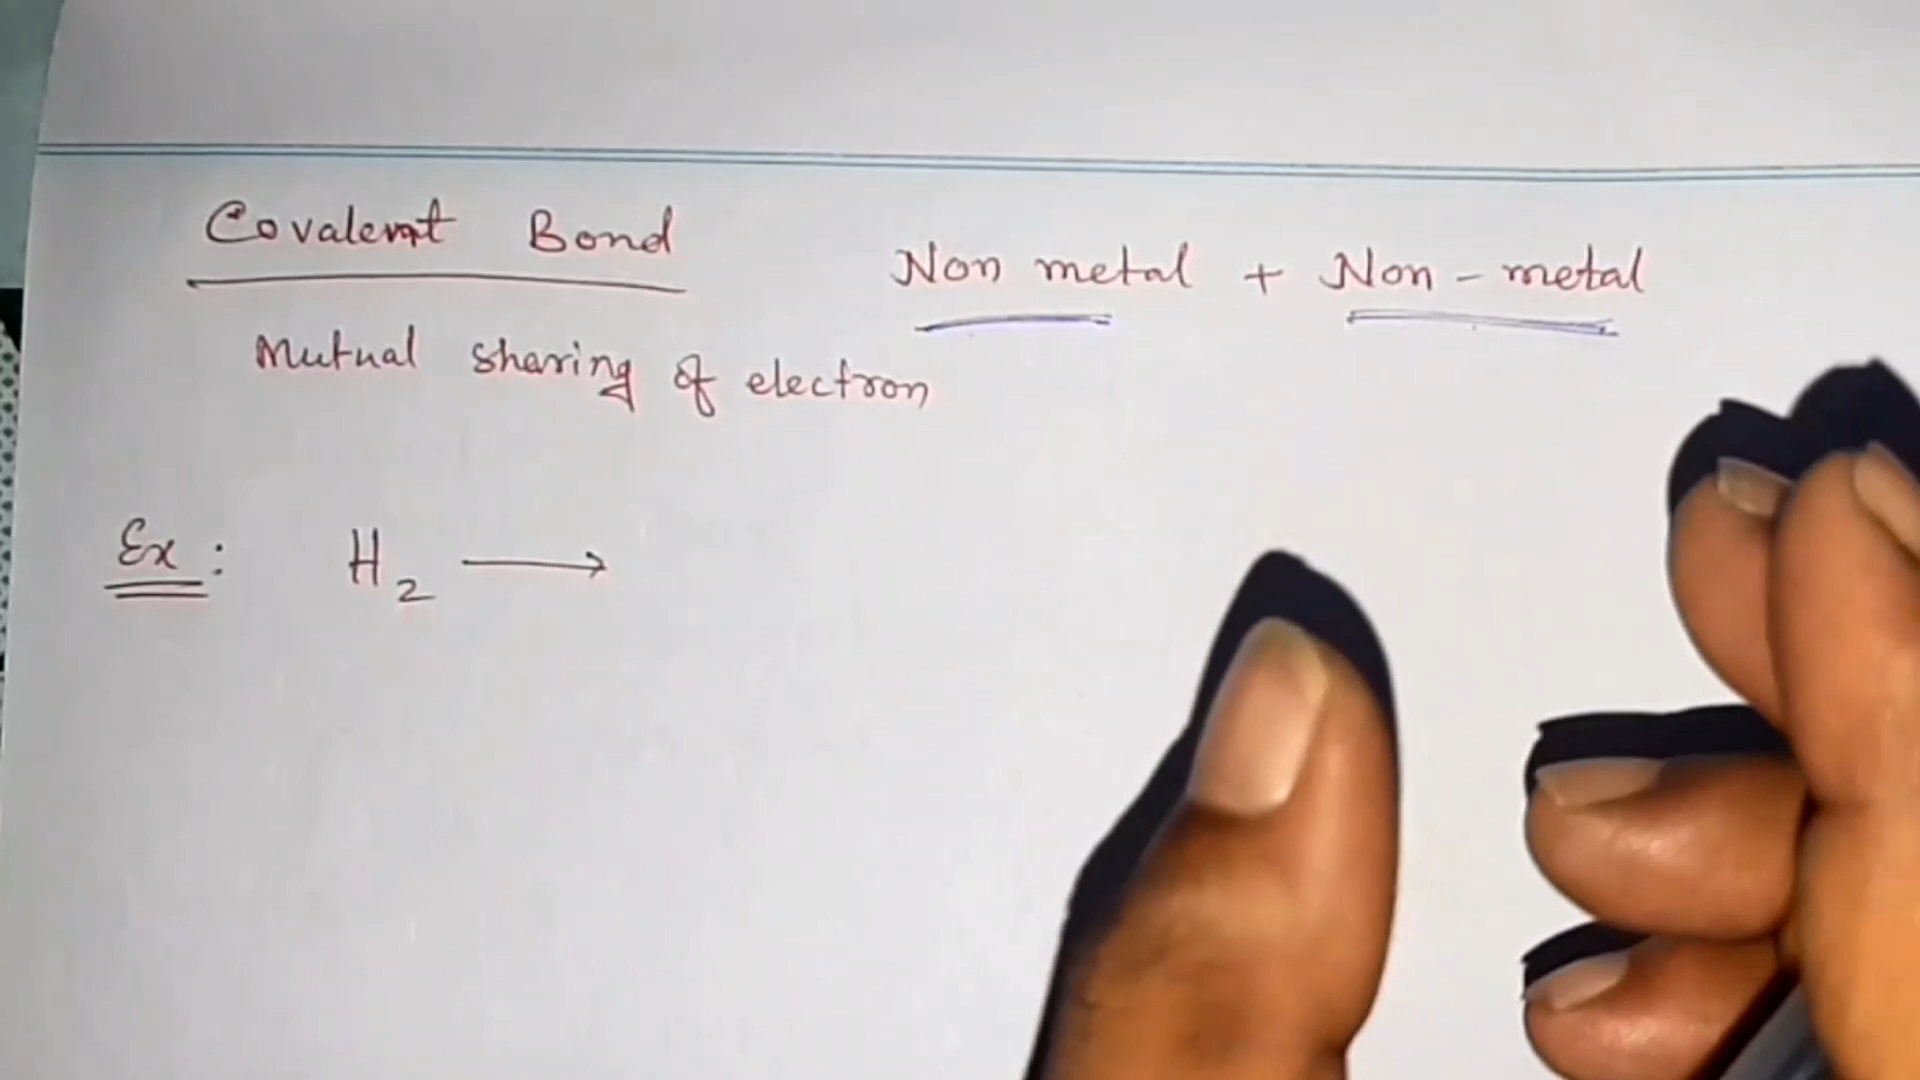 Covalent Bond
Non metal + Non-metal
Mutual sharing of electron
Ex: H₂ ⟶